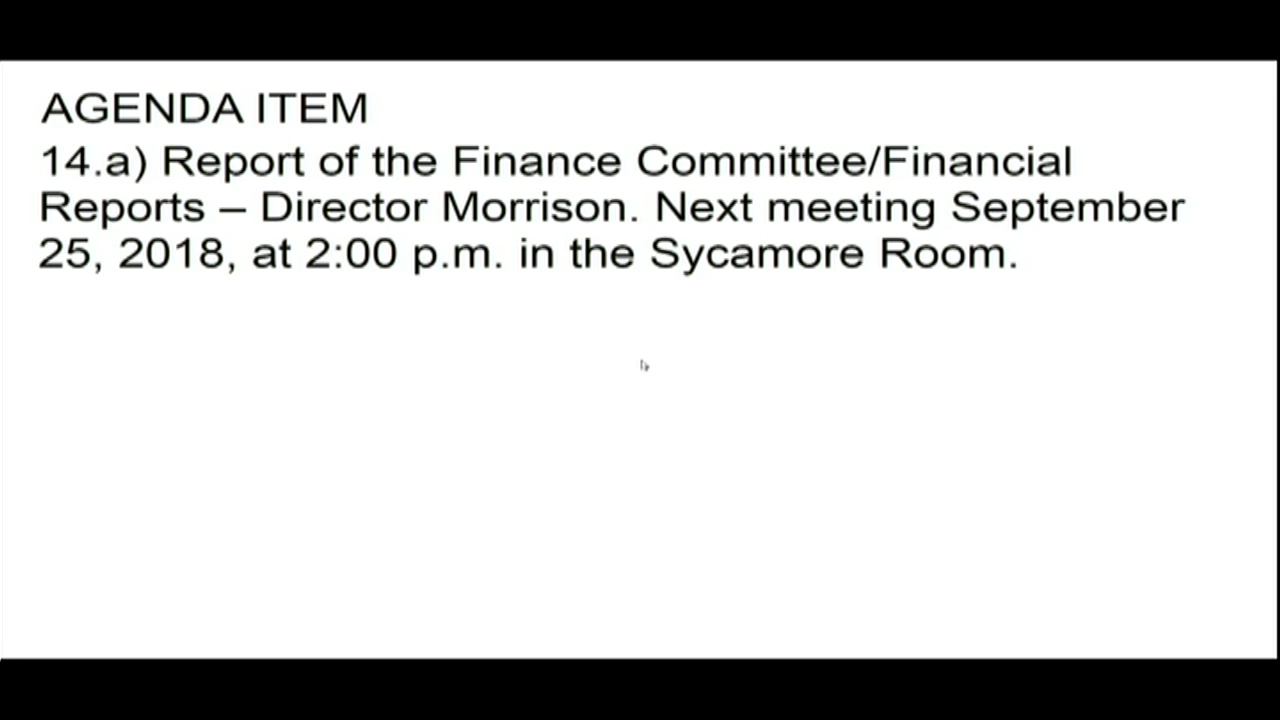 AGENDA ITEM
14.a) Report of the Finance Committee/Financial
Reports – Director Morrison. Next meeting September
25, 2018, at 2:00 p.m. in the Sycamore Room.